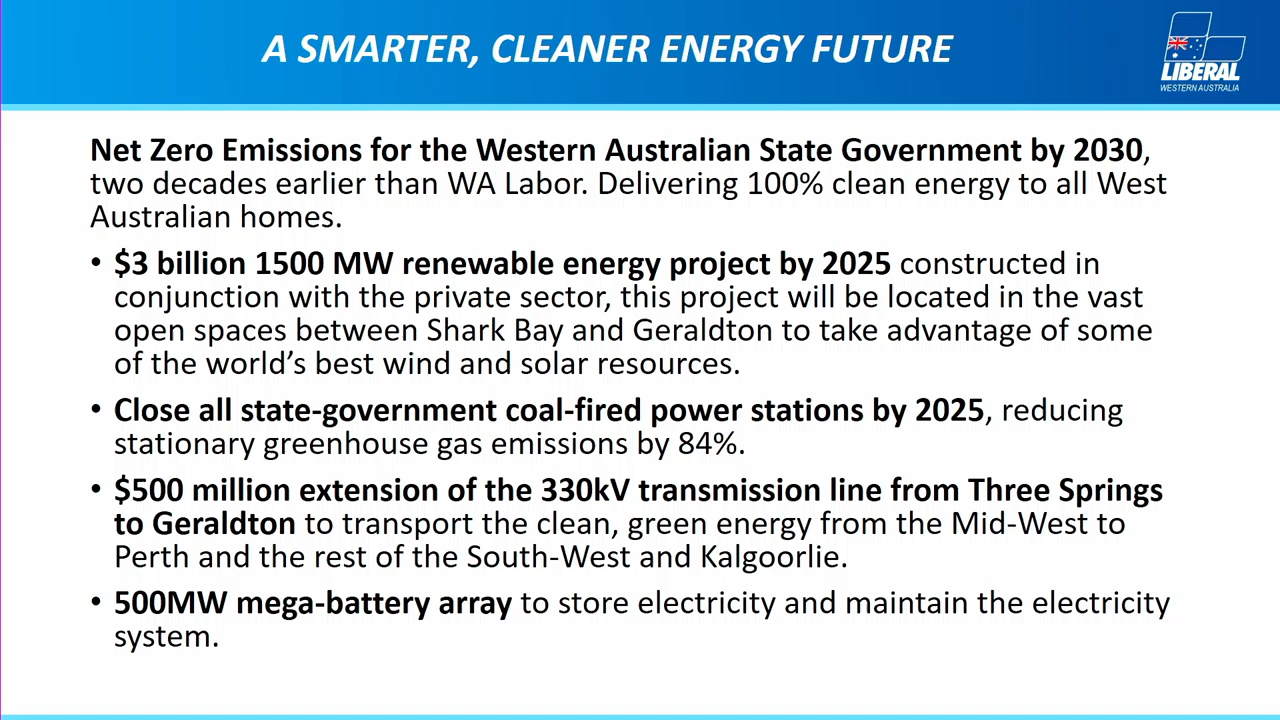 A SMARTER, CLEANER ENERGY FUTURE
LIBERAL
WESTERN AUSTRALIA
Net Zero Emissions for the Western Australian State Government by 2030,
two decades earlier than WA Labor. Delivering 100% clean energy to all West
Australian homes.
• $3 billion 1500 MW renewable energy project by 2025 constructed in
conjunction with the private sector, this project will be located in the vast
open spaces between Shark Bay and Geraldton to take advantage of some
of the world’s best wind and solar resources.
• Close all state-government coal-fired power stations by 2025, reducing
stationary greenhouse gas emissions by 84%.
• $500 million extension of the 330kV transmission line from Three Springs
to Geraldton to transport the clean, green energy from the Mid-West to
Perth and the rest of the South-West and Kalgoorlie.
• 500MW mega-battery array to store electricity and maintain the electricity
system.